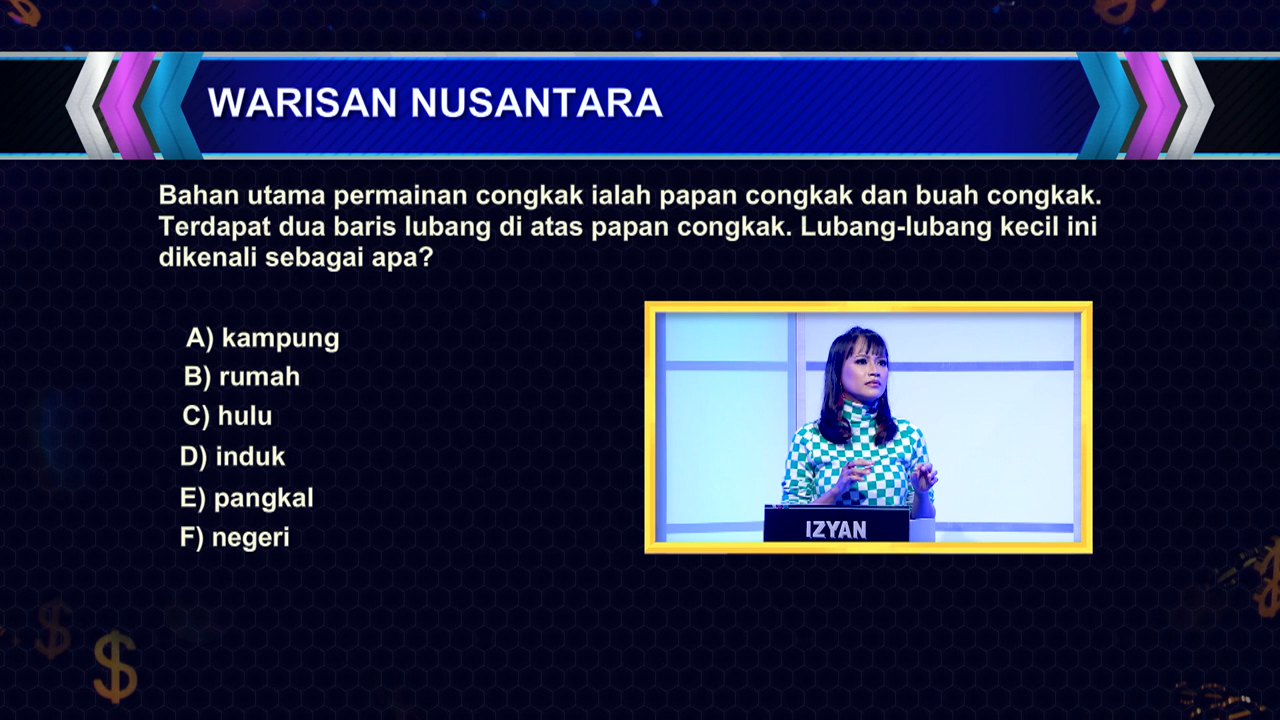 WARISAN NUSANTARA
Bahan utama permainan congkak ialah papan congkak dan buah congkak.
Terdapat dua baris lubang di atas papan congkak. Lubang-lubang kecil ini
dikenali sebagai apa?
A) kampung
B) rumah
C) hulu
D) induk
E) pangkal
F) negeri
IZYAN